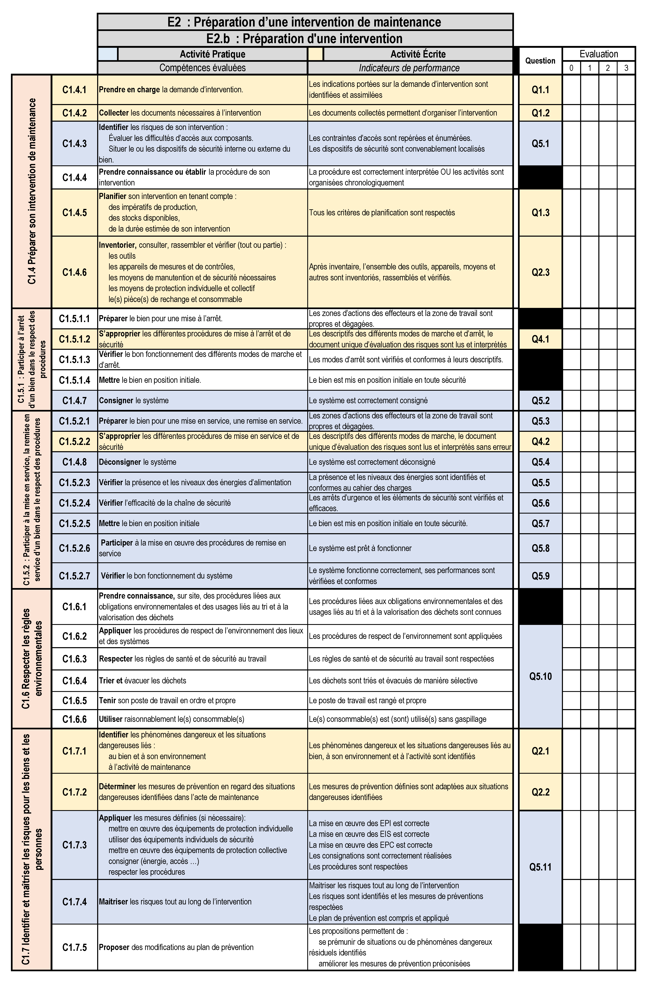 E2  : Préparation d’une intervention de maintenance
E2.b  : Préparation d'une intervention
Activité Pratique
Activité Écrite
Question
Evaluation
Compétences évaluées
Indicateurs de performance
0
1
2
3
C1.4 Préparer son intervention de maintenance
C1.4.1
Prendre en charge la demande d’intervention.
Les indications portées sur la demande d’intervention sont
identifiées et assimilées
Q1.1
C1.4.2
Collecter les documents nécessaires à l’intervention
Les documents collectés permettent d’organiser l’intervention
Q1.2
C1.4.3
Identifier les risques de son intervention :
Évaluer les difficultés d’accès aux composants.
Situer le ou les dispositifs de sécurité interne ou externe du
bien.
Les contraintes d’accès sont repérées et énumérées.
Les dispositifs de sécurité sont convenablement localisés
Q5.1
C1.4.4
Prendre connaissance ou établir la procédure de son
intervention
La procédure est correctement interprétée OU les activités sont
organisées chronologiquement
C1.4.5
Planifier son intervention en tenant compte :
des impératifs de production,
des stocks disponibles,
de la durée estimée de son intervention
Tous les critères de planification sont respectés
Q1.3
C1.4.6
Inventorier, consulter, rassembler et vérifier (tout ou partie) :
les outils
les appareils de mesures et de contrôles,
les moyens de manutention et de sécurité nécessaires
les moyens de protection individuelle et collectif
le(s) pièce(s) de rechange et consommable
Après inventaire, l’ensemble des outils, appareils, moyens et
autres sont inventoriés, rassemblés et vérifiés.
Q2.3
C1.5.1  : Participer à l’arrêt
d’un bien dans le respect des
procédures
C1.5.1.1
Préparer le bien pour une mise à l’arrêt.
Les zones d’actions des effecteurs et la zone de travail sont
propres et dégagées.
C1.5.1.2
S’approprier les différentes procédures de mise à l’arrêt et de
sécurité
Les descriptifs des différents modes de marche et d’arrêt, le
document unique d’évaluation des risques sont lus et interprétés
Q4.1
C1.5.1.3
Vérifier le bon fonctionnement des différents modes de marche et
d’arrêt.
Les modes d’arrêt sont vérifiés et conformes à leurs descriptifs.
C1.5.1.4
Mettre le bien en position initiale.
Le bien est mis en position initiale en toute sécurité
C1.4.7
Consigner le système
Le système est correctement consigné
Q5.2
C1.5.2  : Participer à la mise en service, la remise en
service d’un bien dans le respect des procédures
C1.5.2.1
Préparer le bien pour une mise en service, une remise en service.
Les zones d’actions des effecteurs et la zone de travail sont
propres et dégagées.
Q5.3
C1.5.2.2
S’approprier les différentes procédures de mise en service et de
sécurité
Les descriptifs des différents modes de marche, le document
unique d’évaluation des risques sont lus et interprétés sans erreur
Q4.2
C1.4.8
Déconsigner le système
Le système est correctement déconsigné
Q5.4
C1.5.2.3
Vérifier la présence et les niveaux des énergies d’alimentation
La présence et les niveaux des énergies sont identifiés et
conformes au cahier des charges
Q5.5
C1.5.2.4
Vérifier l’efficacité de la chaîne de sécurité
Les arrêts d’urgence et les éléments de sécurité sont vérifiés et
efficaces.
Q5.6
C1.5.2.5
Mettre le bien en position initiale
Le bien est mis en position initiale en toute sécurité.
Q5.7
C1.5.2.6
Participer à la mise en œuvre des procédures de remise en
service
Le système est prêt à fonctionner
Q5.8
C1.5.2.7
Vérifier le bon fonctionnement du système
Le système fonctionne correctement, ses performances sont
vérifiées et conformes
Q5.9
C1.6 Respecter les règles
environnementales
C1.6.1
Prendre connaissance, sur site, des procédures liées aux
obligations environnementales et des usages liés au tri et à la
valorisation des déchets
Les procédures liées aux obligations environnementales et des
usages liés au tri et à la valorisation des déchets sont connues
C1.6.2
Appliquer les procédures de respect de l’environnement des lieux
et des systèmes
Les procédures de respect de l’environnement sont appliquées
C1.6.3
Respecter les règles de santé et de sécurité au travail
Les règles de santé et de sécurité au travail sont respectées
C1.6.4
Trier et évacuer les déchets
Les déchets sont triés et évacués de manière sélective
Q5.10
C1.6.5
Tenir son poste de travail en ordre et propre
Le poste de travail est rangé et propre
C1.6.6
Utiliser raisonnablement le(s) consommable(s)
Le(s) consommable(s) est (sont) utilisé(s) sans gaspillage
C1.7 Identifier et maîtriser les risques pour les biens et les
personnes
C1.7.1
Identifier les phénomènes dangereux et les situations
dangereuses liés :
au bien et à son environnement
à l’activité de maintenance
Les phénomènes dangereux et les situations dangereuses liés au
bien, à son environnement et à l’activité sont identifiés
Q2.1
C1.7.2
Déterminer les mesures de prévention en regard des situations
dangereuses identifiées dans l’acte de maintenance
Les mesures de prévention définies sont adaptées aux situations
dangereuses identifiées
Q2.2
C1.7.3
Appliquer les mesures définies (si nécessaire):
mettre en œuvre des équipements de protection individuelle
utiliser des équipements individuels de sécurité
mettre en œuvre des équipements de protection collective
consigner (énergie, accès …)
respecter les procédures
La mise en œuvre des EPI est correcte
La mise en œuvre des EIS est correcte
La mise en œuvre des EPC est correcte
Les consignations sont correctement réalisées
Les procédures sont respectées
Q5.11
C1.7.4
Maitriser les risques tout au long de l’intervention
Maitriser les risques tout au long de l’intervention
Les risques sont identifiés et les mesures de préventions
respectées
Le plan de prévention est compris et appliqué
C1.7.5
Proposer des modifications au plan de prévention
Les propositions permettent de :
se prémunir de situations ou de phénomènes dangereux
résiduels identifiés
améliorer les mesures de prévention préconisées